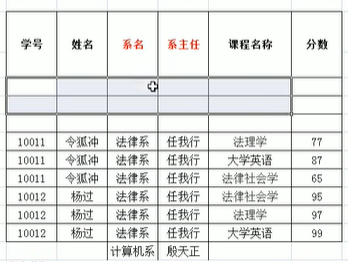 学号 姓名 系名 系主任 课程名称 分数
10011 令狐冲 法律系 任我行 法理学 77
10011 令狐冲 法律系 任我行 大学英语 87
10011 令狐冲 法律系 任我行 法律社会学 65
10012 杨过 法律系 任我行 法律社会学 95
10012 杨过 法律系 任我行 法理学 97
10012 杨过 法律系 任我行 大学英语 99
计算机系 殷天正